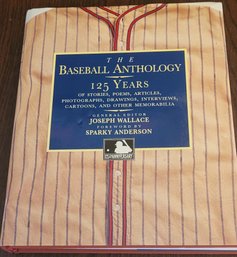 THE
BASEBALL ANTHOLOGY
125 YEARS
OF STORIES, POEMS, ARTICLES,
PHOTOGRAPHS, DRAWINGS, INTERVIEWS,
CARTOONS, AND OTHER MEMORABILIA
GENERAL EDITOR
JOSEPH WALLACE
FOREWORD BY
SPARKY ANDERSON